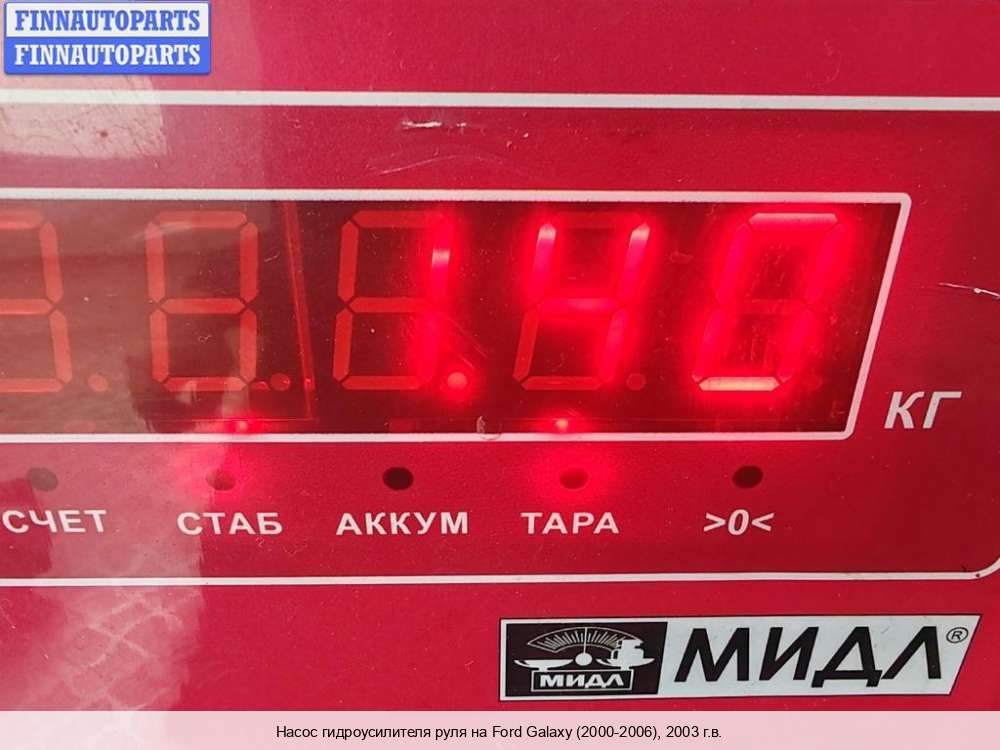 FINNAUTOPARTS
FINNAUTOPARTS
1.40
КГ
СЧЕТ СТАБ АККУМ ТАРА >0<
МИДЛ МИДЛ®
Насос гидроусилителя руля на Ford Galaxy (2000-2006), 2003 г.в.